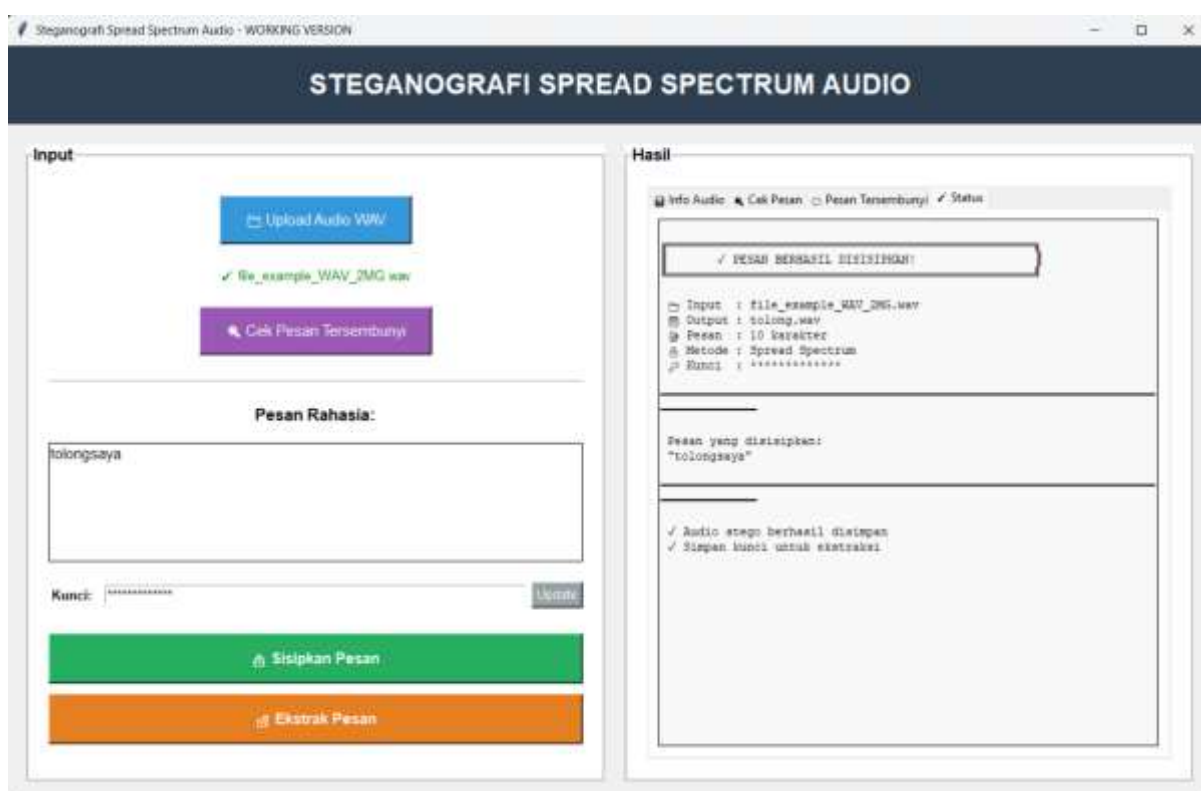 Steganografi Spread Spectrum Audio - WORKING VERSION
STEGANOGRAFI SPREAD SPECTRUM AUDIO
Input
Upload Audio WAV
✓ file_example_WAV_2MG.wav
Cek Pesan Tersembunyi
Pesan Rahasia:
tolongsaya
Kunci: *************
Update
Sisipkan Pesan
Ekstrak Pesan
Hasil
Info Audio Cek Pesan Pesan Tersembunyi ✓ Status
√ PESAN BERHASIL DISISIPKAN!
Input : file_example_WAV_2MG.wav
Output : tolong.wav
Pesan : 10 karakter
Metode : Spread Spectrum
Kunci : *************
Pesan yang disisipkan:
"tolongsaya"
√ Audio stego berhasil disimpan
√ Simpan kunci untuk ekstraksi